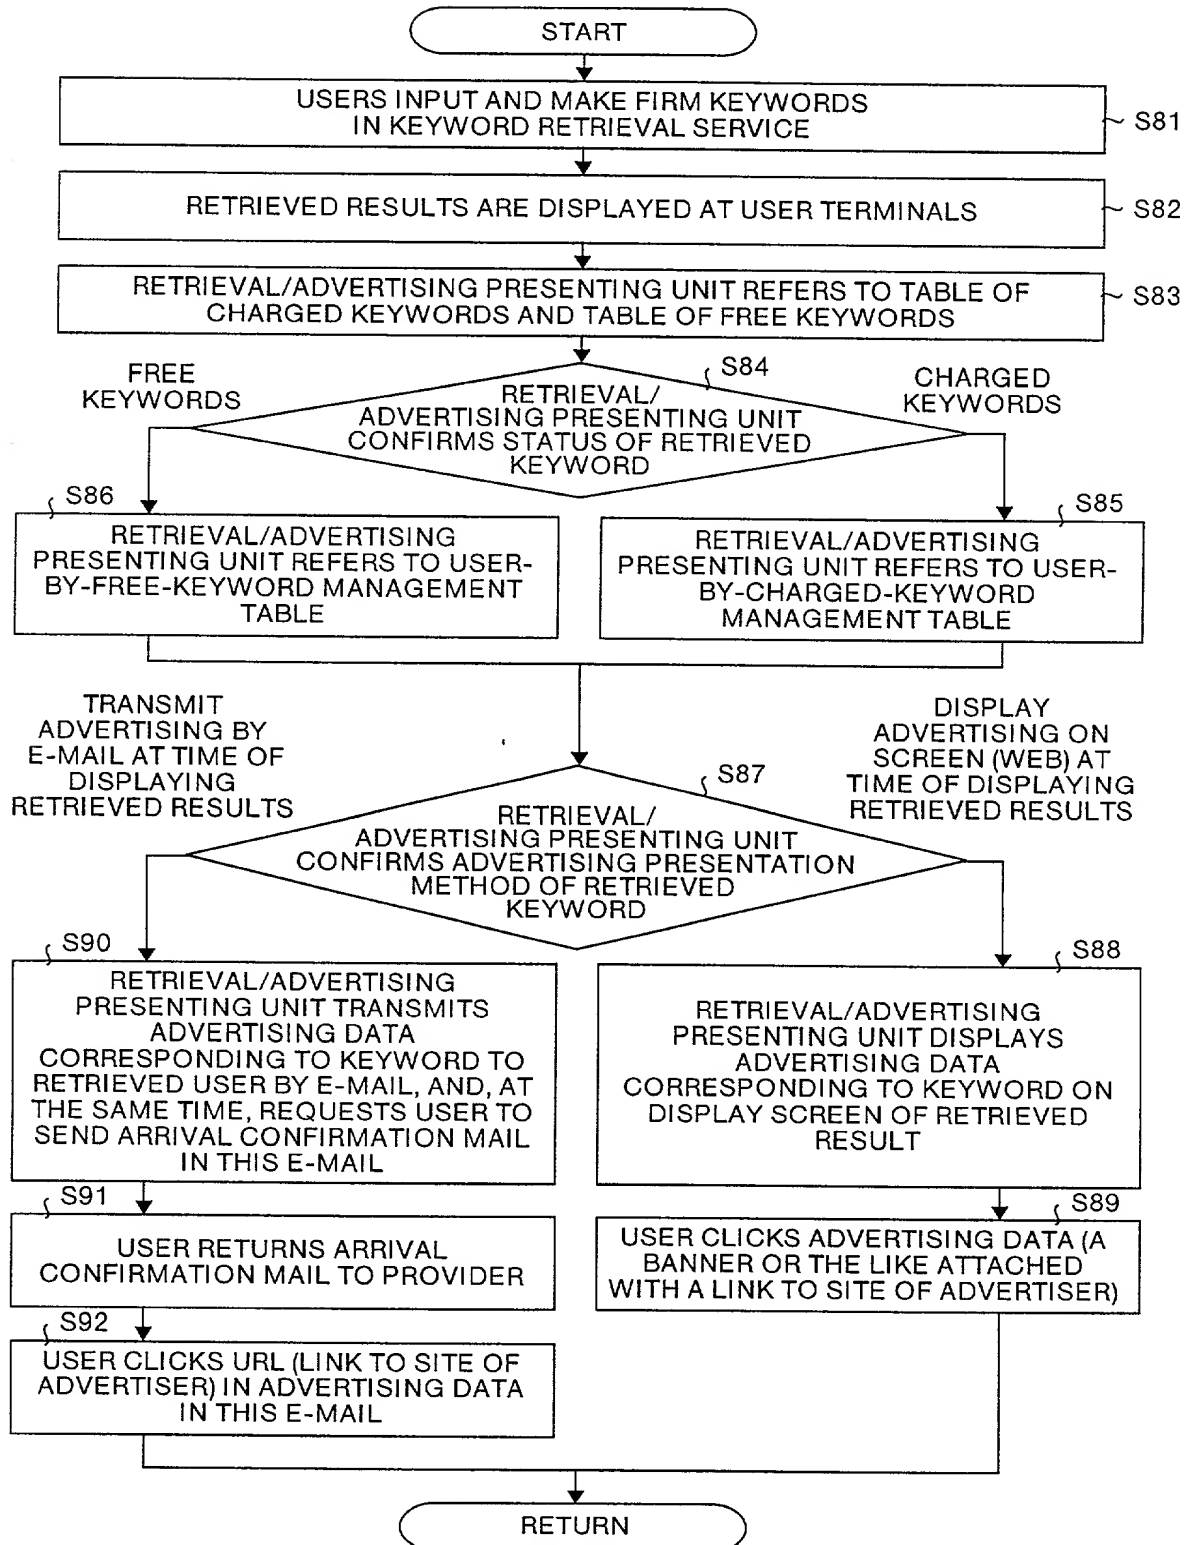 START
USERS INPUT AND MAKE FIRM KEYWORDS
IN KEYWORD RETRIEVAL SERVICE
S81
RETRIEVED RESULTS ARE DISPLAYED AT USER TERMINALS
S82
RETRIEVAL/ADVERTISING PRESENTING UNIT REFERS TO TABLE OF
CHARGED KEYWORDS AND TABLE OF FREE KEYWORDS
S83
FREE
KEYWORDS
S84
RETRIEVAL/
ADVERTISING PRESENTING UNIT
CONFIRMS STATUS OF RETRIEVED
KEYWORD
CHARGED
KEYWORDS
S86
RETRIEVAL/ADVERTISING
PRESENTING UNIT REFERS TO USER-
BY-FREE-KEYWORD MANAGEMENT
TABLE
S85
RETRIEVAL/ADVERTISING
PRESENTING UNIT REFERS TO USER-
BY-CHARGED-KEYWORD
MANAGEMENT TABLE
TRANSMIT
ADVERTISING BY
E-MAIL AT TIME OF
DISPLAYING
RETRIEVED RESULTS
DISPLAY
ADVERTISING ON
SCREEN (WEB) AT
TIME OF DISPLAYING
RETRIEVED RESULTS
S87
RETRIEVAL/
ADVERTISING PRESENTING UNIT
CONFIRMS ADVERTISING PRESENTATION
METHOD OF RETRIEVED
KEYWORD
S90
RETRIEVAL/ADVERTISING
PRESENTING UNIT TRANSMITS
ADVERTISING DATA
CORRESPONDING TO KEYWORD TO
RETRIEVED USER BY E-MAIL, AND, AT
THE SAME TIME, REQUESTS USER TO
SEND ARRIVAL CONFIRMATION MAIL
IN THIS E-MAIL
S88
RETRIEVAL/ADVERTISING
PRESENTING UNIT DISPLAYS
ADVERTISING DATA
CORRESPONDING TO KEYWORD ON
DISPLAY SCREEN OF RETRIEVED
RESULT
S91
USER RETURNS ARRIVAL
CONFIRMATION MAIL TO PROVIDER
S89
USER CLICKS ADVERTISING DATA (A
BANNER OR THE LIKE ATTACHED
WITH A LINK TO SITE OF ADVERTISER)
S92
USER CLICKS URL (LINK TO SITE OF
ADVERTISER) IN ADVERTISING DATA
IN THIS E-MAIL
RETURN